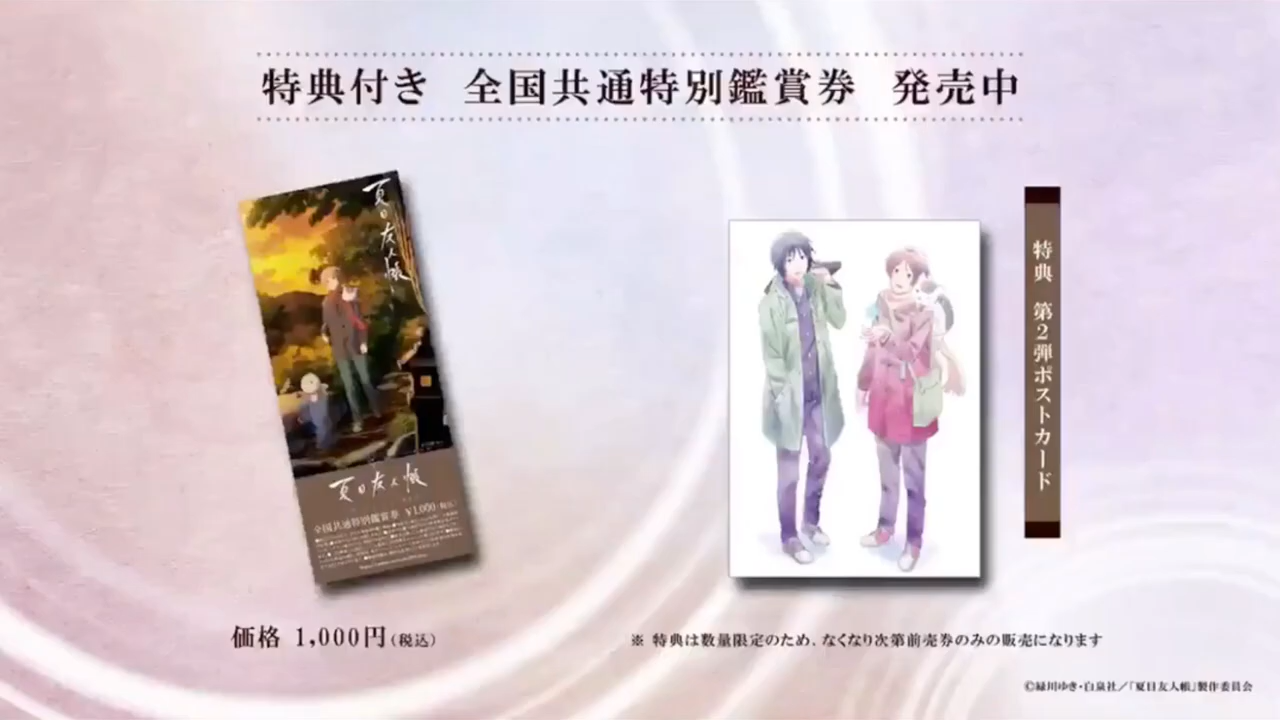 特典付き 全国共通特別鑑賞券 発売中
夏目友人帳
夏目友人帳
全国共通特別鑑賞券 ¥1,000(税込)
特典 第2弾ポストカード
価格 1,000円(税込)
※ 特典は数量限定のため、なくなり次第前売券のみの販売になります
©緑川ゆき・白泉社/「夏目友人帳」製作委員会